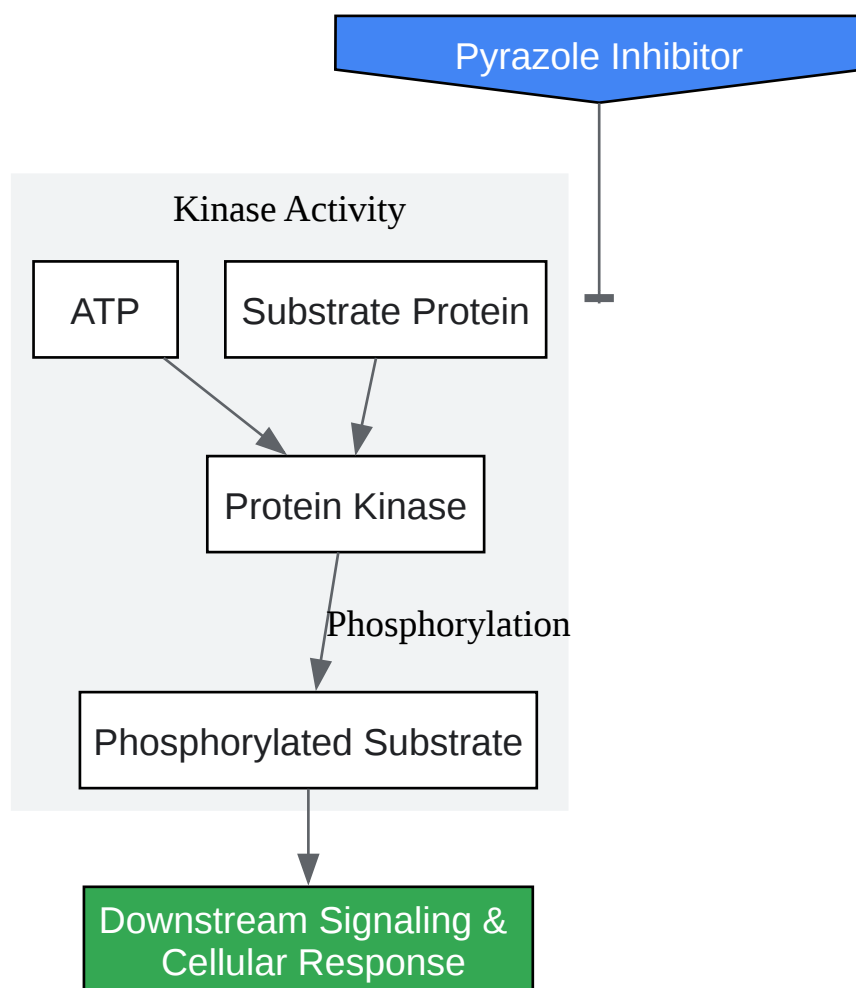 Pyrazole Inhibitor
Kinase Activity
ATP
Substrate Protein
Protein Kinase
Phosphorylation
Phosphorylated Substrate
Downstream Signaling &
Cellular Response